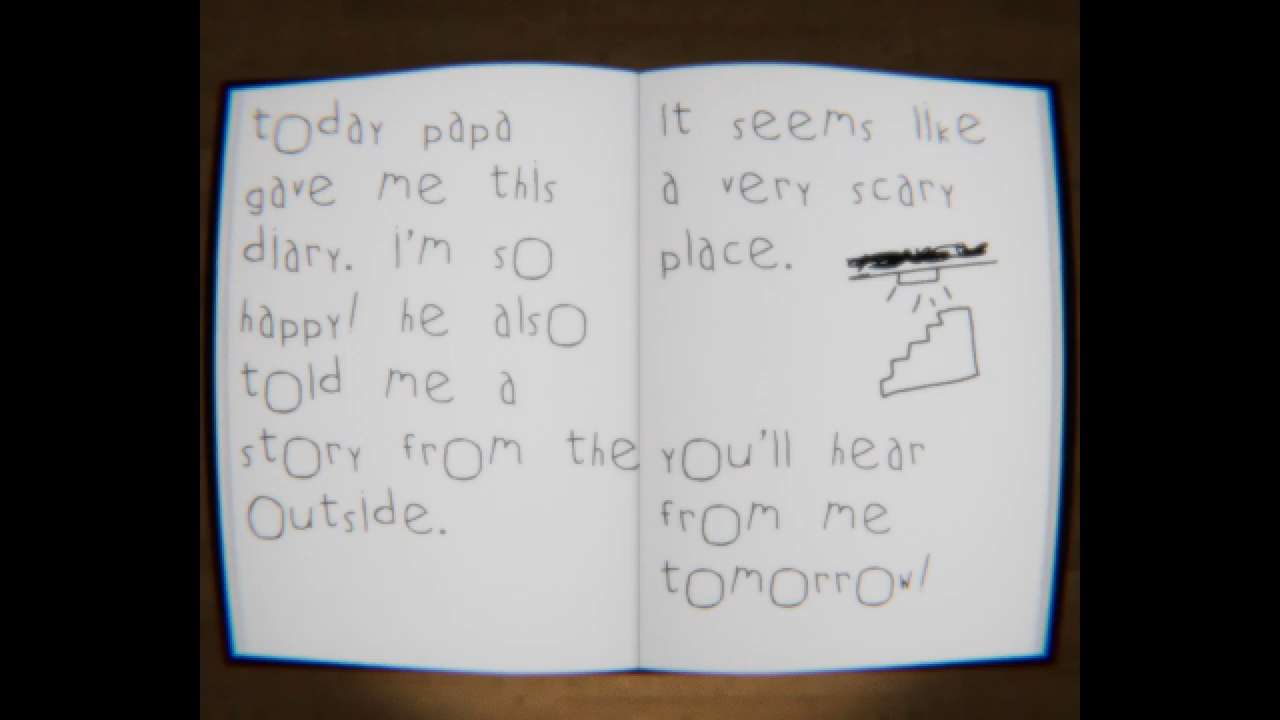 today papa
gave me this
diary. i'm so
happy! he also
told me a
story from the
outside.
It seems like
a very scary
place.
you'll hear
from me
tomorrow!